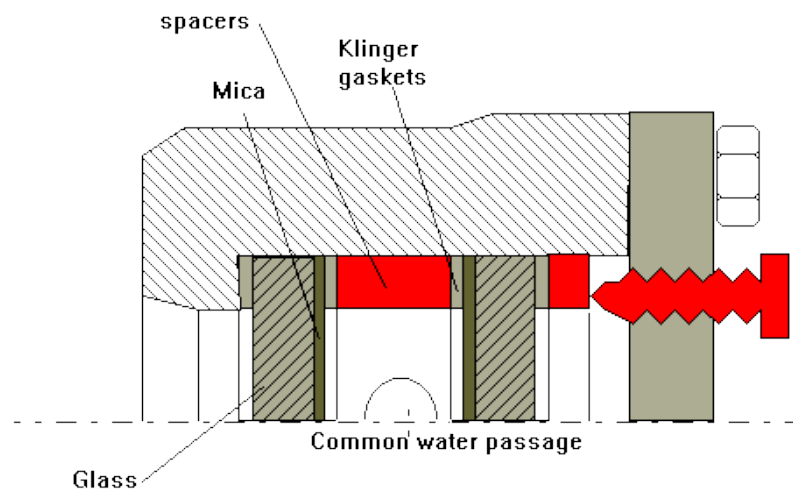 spacers
Klinger
gaskets
Mica
Common water passage
Glass